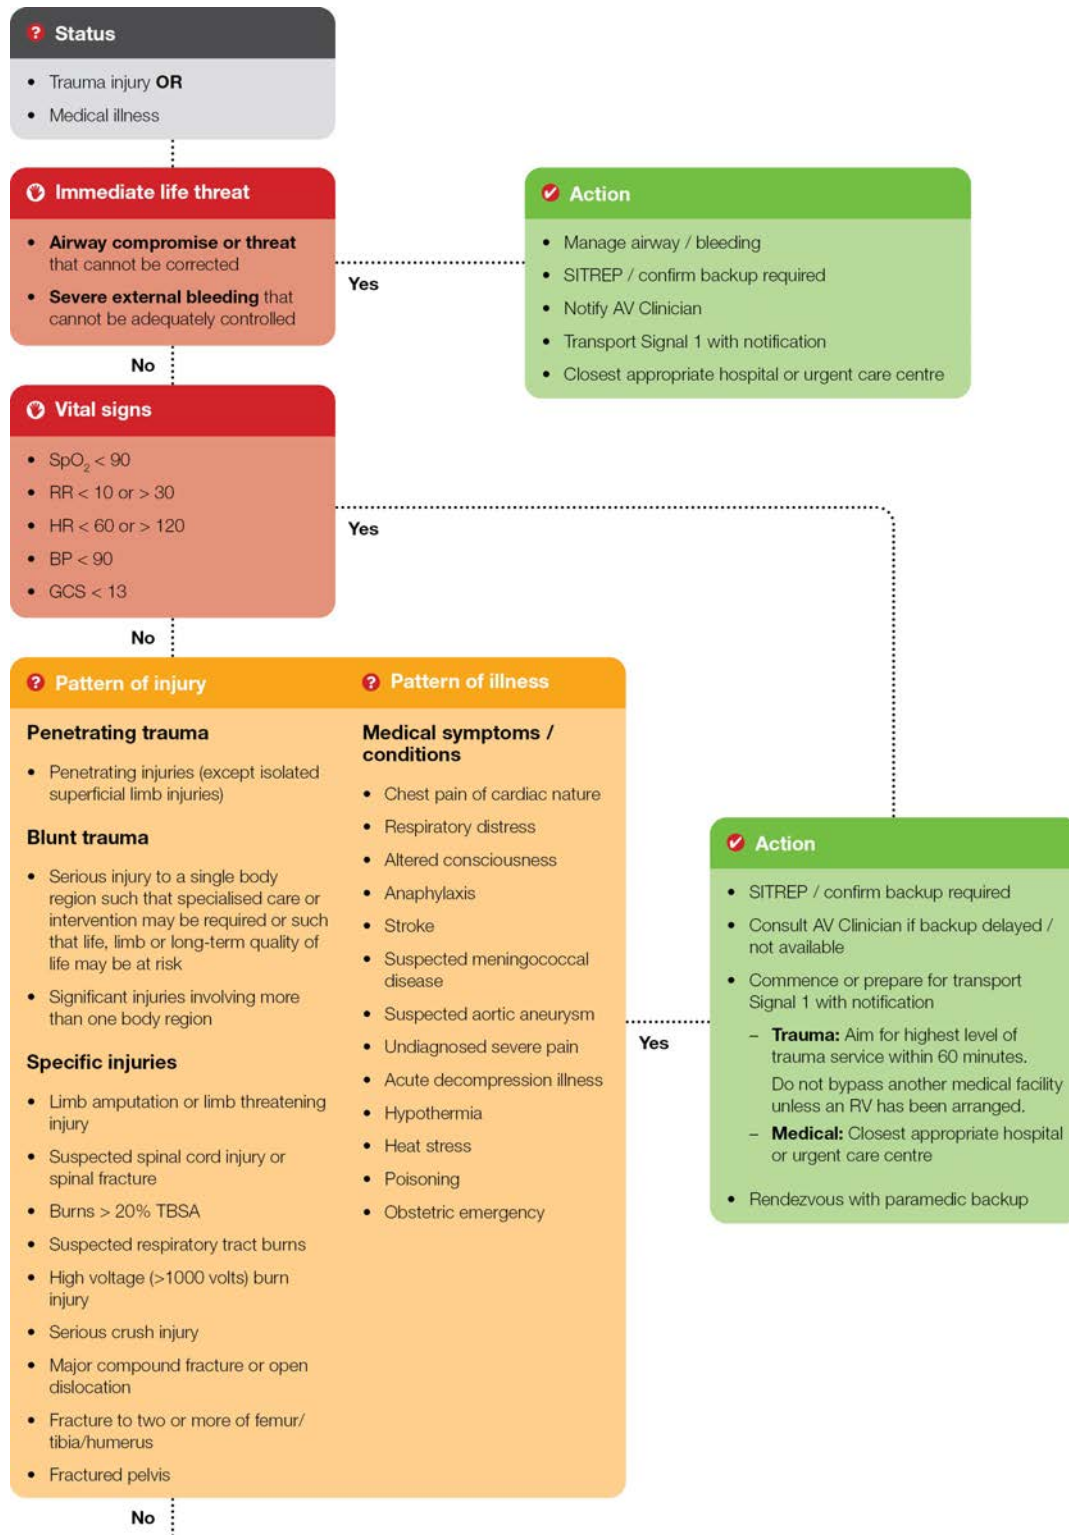 Status
• Trauma injury OR
• Medical illness
Immediate life threat
• Airway compromise or threat
that cannot be corrected
• Severe external bleeding that
cannot be adequately controlled
Yes
Action
• Manage airway / bleeding
• SITREP / confirm backup required
• Notify AV Clinician
• Transport Signal 1 with notification
• Closest appropriate hospital or urgent care centre
No
Vital signs
• SpO₂ < 90
• RR < 10 or > 30
• HR < 60 or > 120
• BP < 90
• GCS < 13
Yes
No
Pattern of injury
Penetrating trauma
• Penetrating injuries (except isolated
superficial limb injuries)
Blunt trauma
• Serious injury to a single body
region such that specialised care or
intervention may be required or such
that life, limb or long-term quality of
life may be at risk
• Significant injuries involving more
than one body region
Specific injuries
• Limb amputation or limb threatening
injury
• Suspected spinal cord injury or
spinal fracture
• Burns > 20% TBSA
• Suspected respiratory tract burns
• High voltage (>1000 volts) burn
injury
• Serious crush injury
• Major compound fracture or open
dislocation
• Fracture to two or more of femur/
tibia/humerus
• Fractured pelvis
Pattern of illness
Medical symptoms /
conditions
• Chest pain of cardiac nature
• Respiratory distress
• Altered consciousness
• Anaphylaxis
• Stroke
• Suspected meningococcal
disease
• Suspected aortic aneurysm
• Undiagnosed severe pain
• Acute decompression illness
• Hypothermia
• Heat stress
• Poisoning
• Obstetric emergency
Yes
Action
• SITREP / confirm backup required
• Consult AV Clinician if backup delayed /
not available
• Commence or prepare for transport
Signal 1 with notification
– Trauma: Aim for highest level of
trauma service within 60 minutes.
Do not bypass another medical facility
unless an RV has been arranged.
– Medical: Closest appropriate hospital
or urgent care centre
• Rendezvous with paramedic backup
No